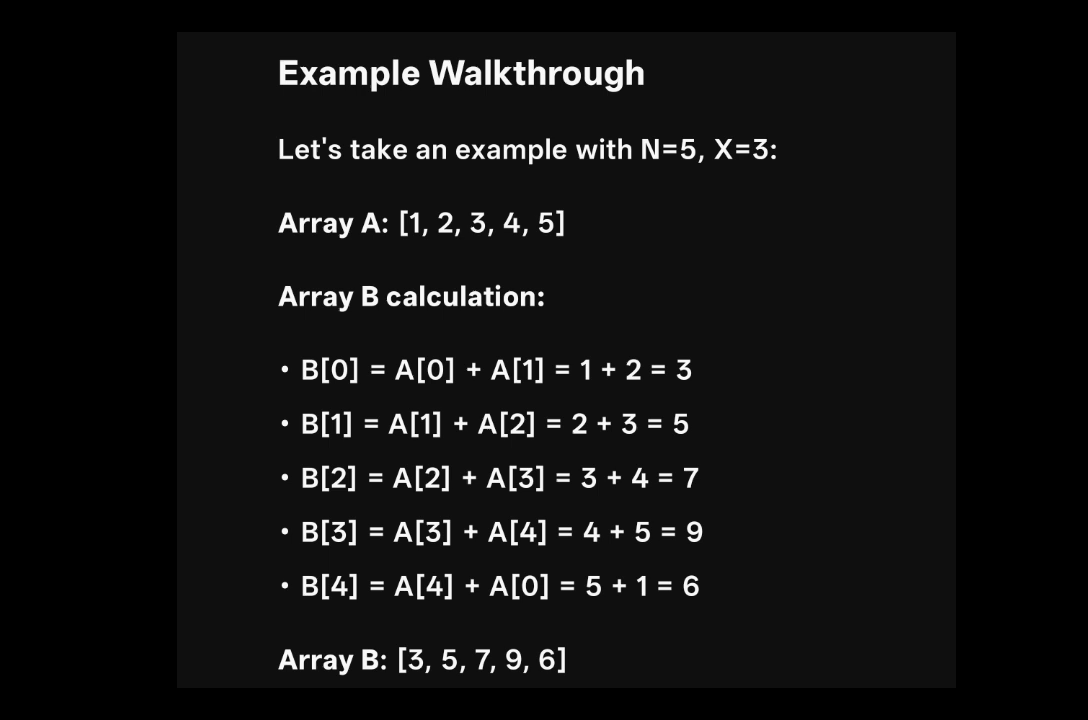 Example Walkthrough
Let's take an example with N=5, X=3:
Array A: [1, 2, 3, 4, 5]
Array B calculation:
• B[0] = A[0] + A[1] = 1 + 2 = 3
• B[1] = A[1] + A[2] = 2 + 3 = 5
• B[2] = A[2] + A[3] = 3 + 4 = 7
• B[3] = A[3] + A[4] = 4 + 5 = 9
• B[4] = A[4] + A[0] = 5 + 1 = 6
Array B: [3, 5, 7, 9, 6]